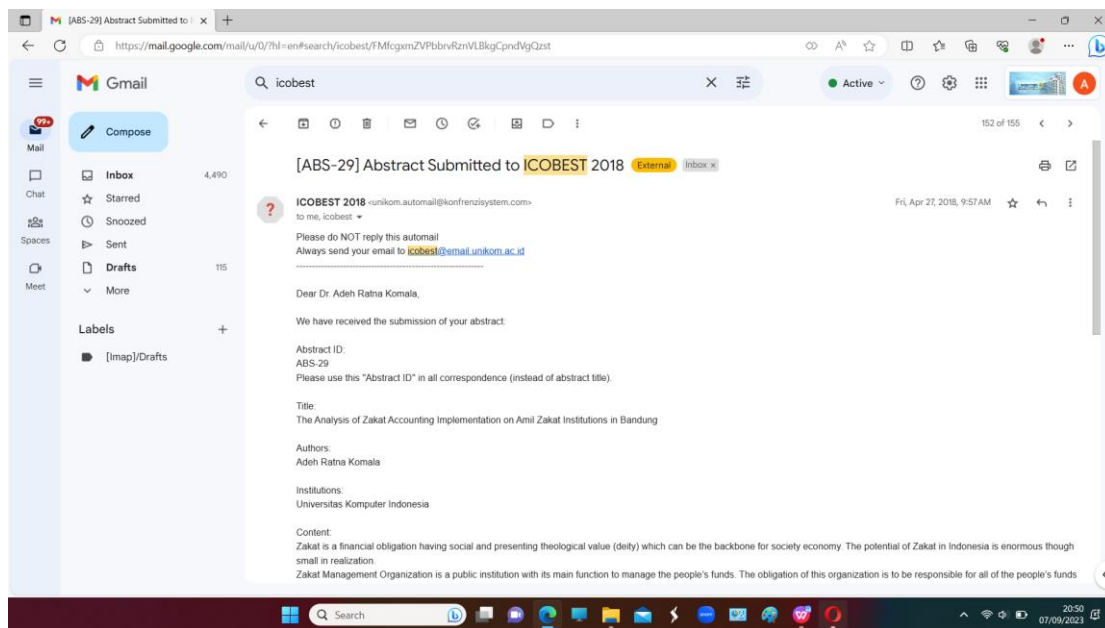 [ABS-29] Abstract Submitted to I
https://mail.google.com/mail/u/0/?hl=en#search/icobest/FMfcgxmZVPbbrvRznVLBkgCpndVgQzst
Gmail
icobest
Active
A
99+
Mail
Compose
152 of 155
Chat
Spaces
Meet
Inbox 4,490
Starred
Snoozed
Sent
Drafts 115
More
Labels
[Imap]/Drafts
[ABS-29] Abstract Submitted to ICOBEST 2018 External Inbox x
ICOBEST 2018 <unikom.automail@konfrenzisystem.com> Fri, Apr 27, 2018, 9:57 AM
to me, icobest
Please do NOT reply this automail
Always send your email to icobest@email.unikom.ac.id
Dear Dr. Adeh Ratna Komala,
We have received the submission of your abstract:
Abstract ID:
ABS-29
Please use this "Abstract ID" in all correspondence (instead of abstract title).
Title:
The Analysis of Zakat Accounting Implementation on Amil Zakat Institutions in Bandung
Authors:
Adeh Ratna Komala
Institutions:
Universitas Komputer Indonesia
Content:
Zakat is a financial obligation having social and presenting theological value (deity) which can be the backbone for society economy. The potential of Zakat in Indonesia is enormous though
small in realization.
Zakat Management Organization is a public institution with its main function to manage the people's funds. The obligation of this organization is to be responsible for all of the people's funds
Search
20:50
07/09/2023